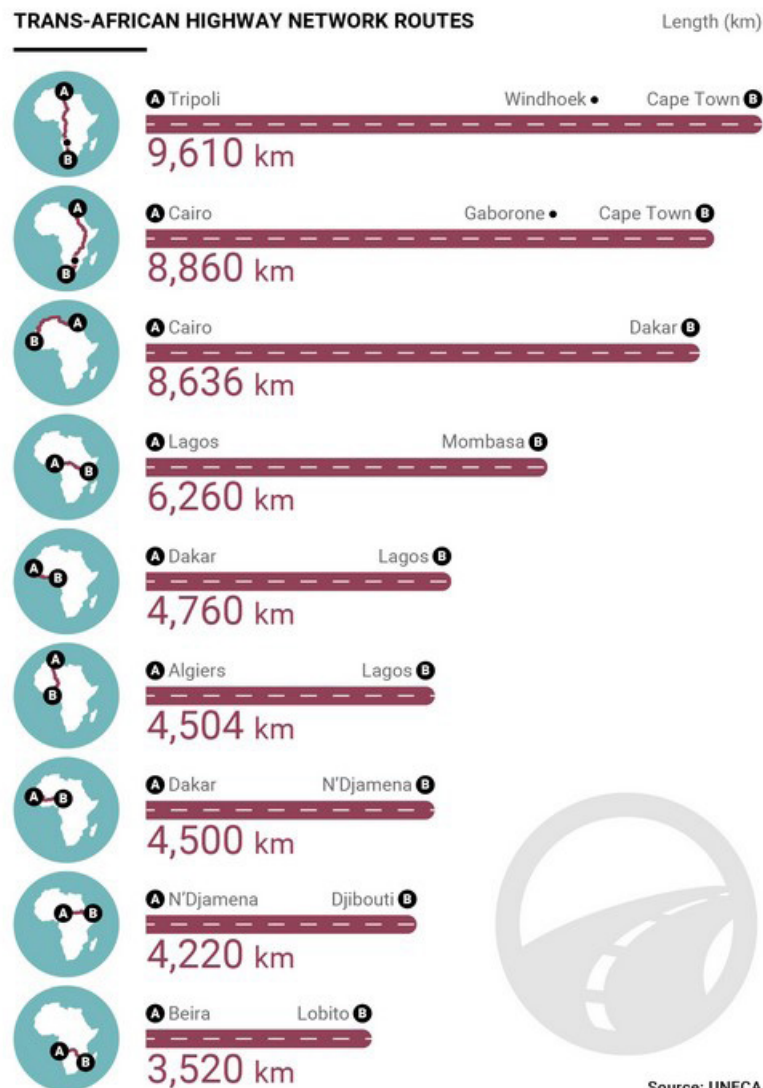 TRANS-AFRICAN HIGHWAY NETWORK ROUTES Length (km)
A B
A Tripoli Windhoek • Cape Town B
9,610 km
A B
A Cairo Gaborone • Cape Town B
8,860 km
A B
A Cairo Dakar B
8,636 km
A B
A Lagos Mombasa B
6,260 km
A B
A Dakar Lagos B
4,760 km
A B
A Algiers Lagos B
4,504 km
A B
A Dakar N'Djamena B
4,500 km
A B
A N'Djamena Djibouti B
4,220 km
A B
A Beira Lobito B
3,520 km
Source: UNECA